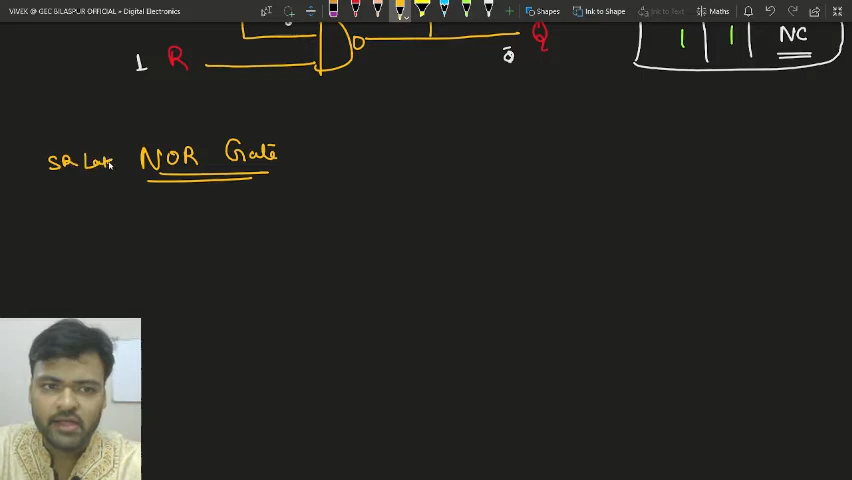 VIVEK @ GEC BILASPUR OFFICIAL » Digital Electronics
Shapes
Ink to Shape
Ink to Text
Maths
1 R
Q
0
1 1 NC
SR NOR Gate